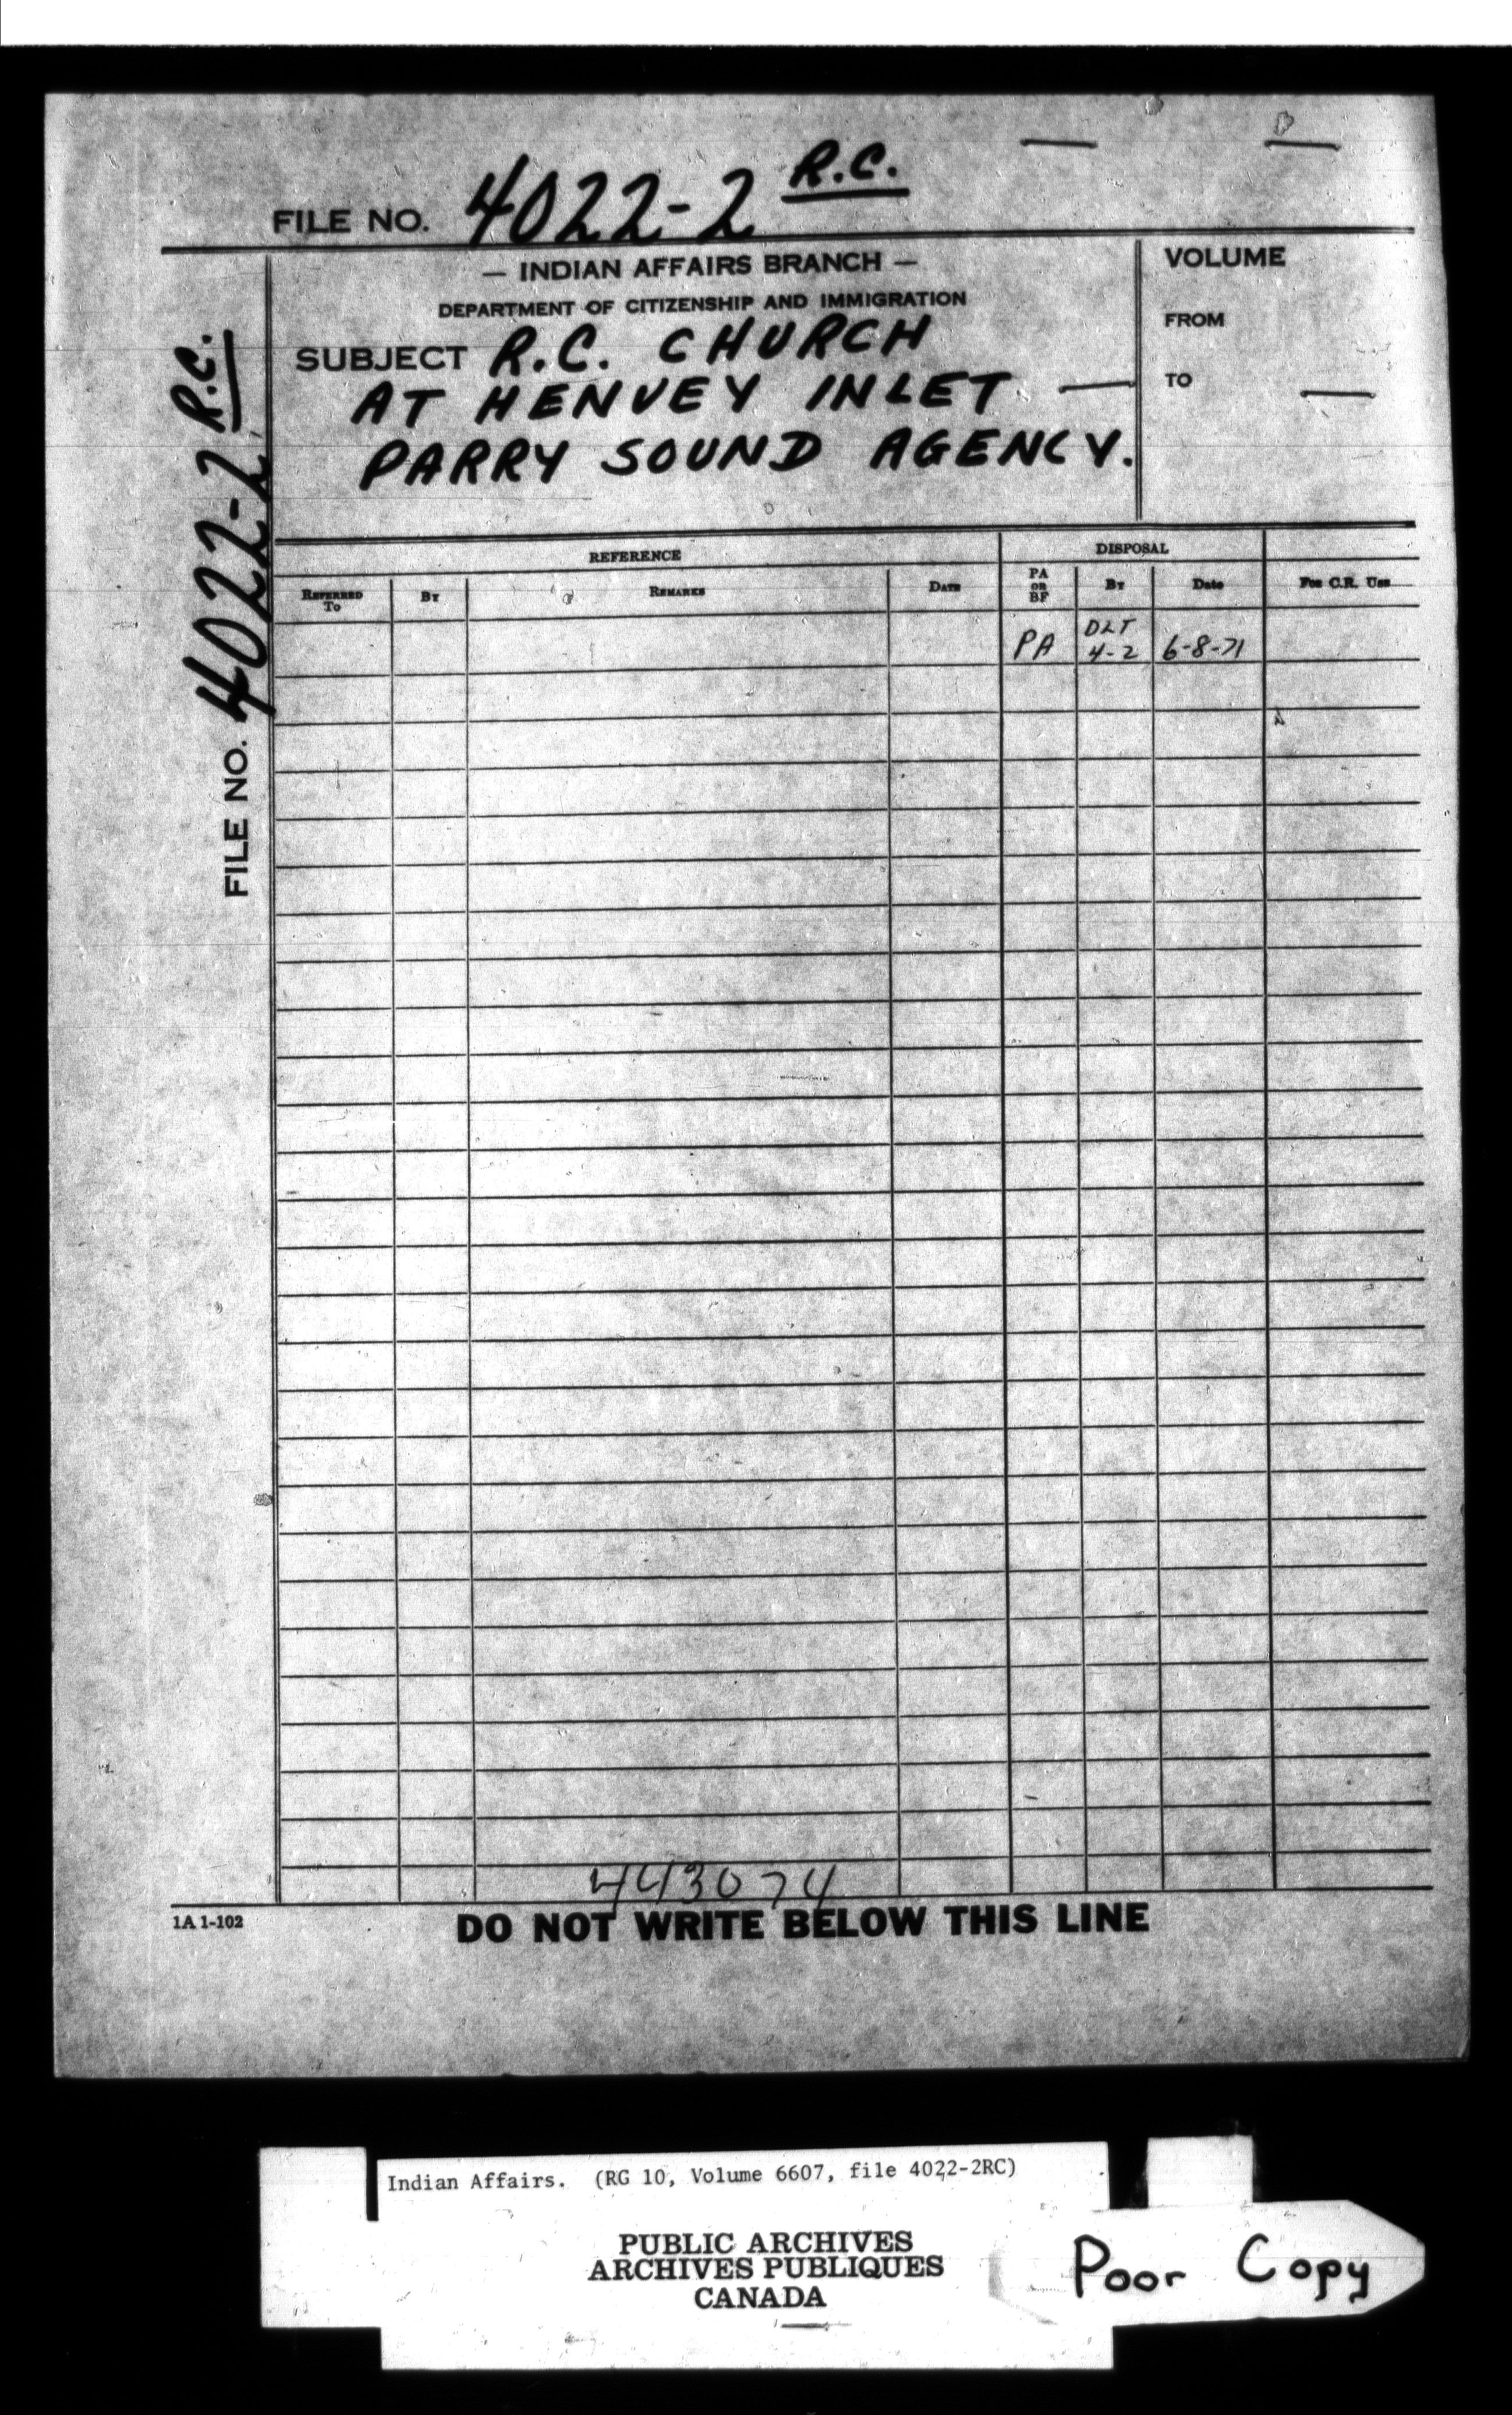 FILE NO. 4022-2 R.C.
— INDIAN AFFAIRS BRANCH —
DEPARTMENT OF CITIZENSHIP AND IMMIGRATION
SUBJECT R.C. CHURCH
AT HENVEY INLET —
PARRY SOUND AGENCY.
VOLUME
FROM
TO
FILE NO. 4022-2 R.C.
REFERENCE
DISPOSAL
REFERRED TO
BY
REMARKS
DATE
PA OR BF
BY
Date
FOR C.R. USE
PA
DLT 4-2
6-8-71
443074
1A 1-102
DO NOT WRITE BELOW THIS LINE
Indian Affairs. (RG 10, Volume 6607, file 4022-2RC)
PUBLIC ARCHIVES
ARCHIVES PUBLIQUES
CANADA
Poor Copy